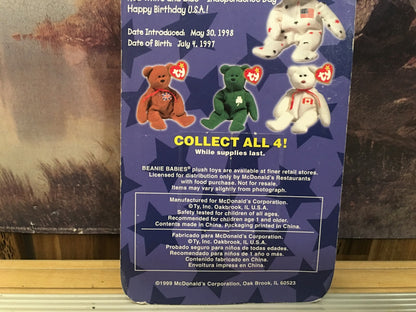 Happy Birthday U.S.A.!
Date Introduced: May 30, 1998
Date of Birth: July 4, 1997
ty
ty
ty
COLLECT ALL 4!
While supplies last.
BEANIE BABIES® plush toys are available at finer retail stores.
Licensed for distribution only by McDonald's Restaurants
with food purchase. Not for resale.
Items may vary slightly from photograph.
Manufactured for McDonald's Corporation.
©Ty, Inc. Oakbrook, IL U.S.A.
Safety tested for children of all ages.
Recommended for children age 1 and older.
Contents made in China. Packaging printed in China.
Fabricado para McDonald's Corporation.
©Ty, Inc. Oakbrook, IL U.S.A.
Probado seguro para niños de todas edades.
Recomendado para niños de 1 año o más.
Contenido fabricado en China.
Envoltura impresa en China.
©1999 McDonald's Corporation, Oak Brook, IL 60523